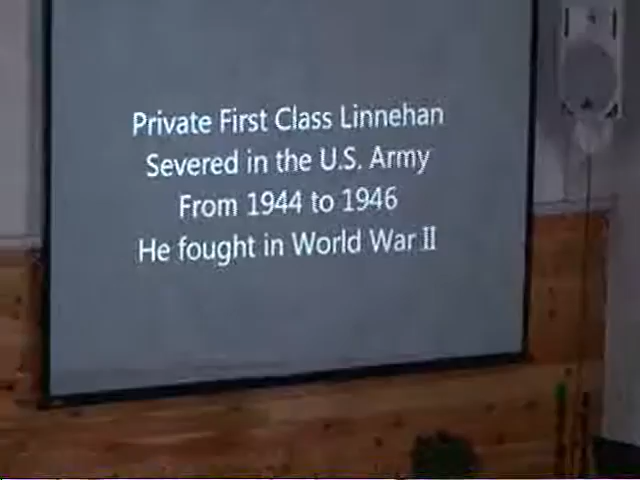 Private First Class Linnehan
Severed in the U.S. Army
From 1944 to 1946
He fought in World War II